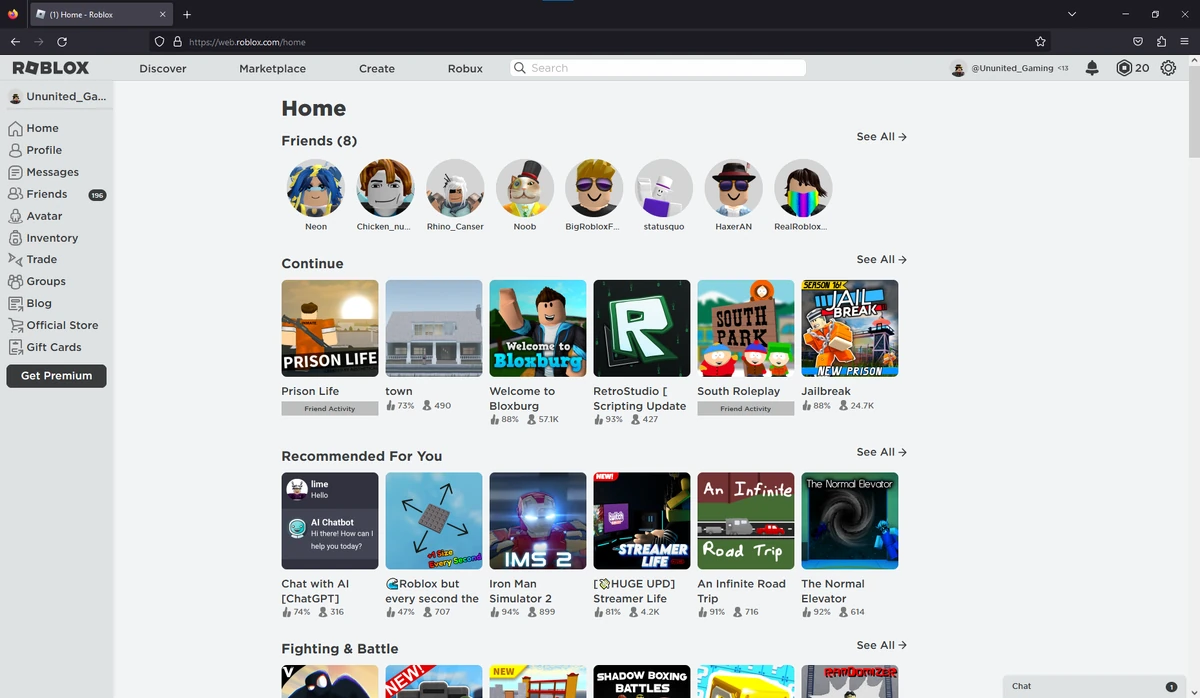 (1) Home - Roblox
https://web.roblox.com/home
ROBLOX
Discover
Marketplace
Create
Robux
Search
@Ununited_Gaming <13
20
Ununited_Ga...
Home
Profile
Messages
Friends
196
Avatar
Inventory
Trade
Groups
Blog
Official Store
Gift Cards
Get Premium
Home
Friends (8)
See All →
Neon
Chicken_nu...
Rhino_Canser
Noob
BigRobloxF...
statusquo
HaxerAN
RealRoblox...
Continue
See All →
PRISON LIFE
Welcome to
Bloxburg
R
SOUTH
PARK
SEASON 16!
JAIL
BREAK
NEW PRISON
Prison Life
Friend Activity
town
73% 490
Welcome to
Bloxburg
88% 57.1K
RetroStudio [
Scripting Update
93% 427
South Roleplay
Friend Activity
Jailbreak
88% 24.7K
Recommended For You
See All →
lime
Hello
AI Chatbot
Hi there! How can I
help you today?
+1 Size
Every Second
IMS 2
NEW!
STREAMER
LIFE
An Infinite
Road Trip
The Normal Elevator
Chat with AI
[ChatGPT]
74% 316
Roblox but
every second the
47% 707
Iron Man
Simulator 2
94% 899
[HUGE UPD]
Streamer Life
81% 4.2K
An Infinite Road
Trip
91% 716
The Normal
Elevator
92% 614
Fighting & Battle
See All →
NEW!
NEW
SHADOW BOXING
BATTLES
RANDOMIZER
Chat
1